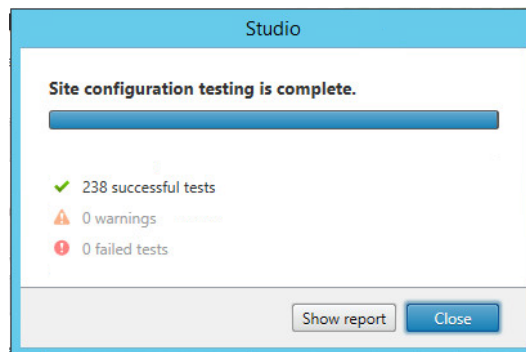 Studio
Site configuration testing is complete.
238 successful tests
0 warnings
0 failed tests
Show report
Close